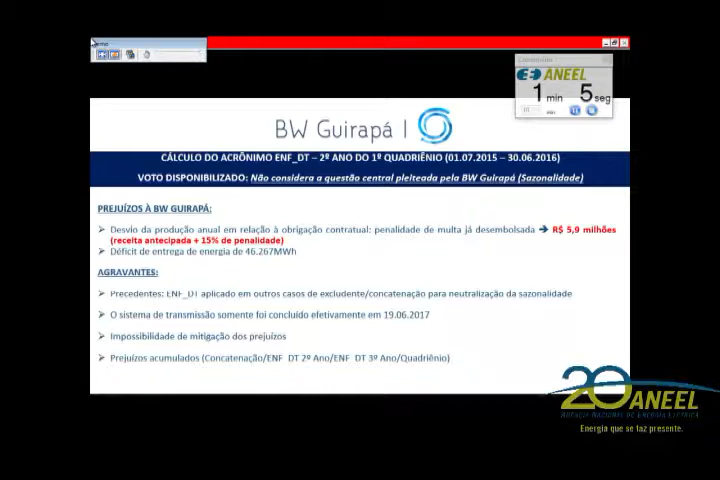 ANEEL
1 min 5 seg
BW Guirapá I
CÁLCULO DO ACRÔNIMO ENF_DT – 2º ANO DO 1º QUADRIÊNIO (01.07.2015 – 30.06.2016)
VOTO DISPONIBILIZADO: Não considera a questão central pleiteada pela BW Guirapá (Sazonalidade)
PREJUÍZOS À BW GUIRAPÁ:
➢ Desvio da produção anual em relação à obrigação contratual: penalidade de multa já desembolsada ➔ R$ 5,9 milhões
(receita antecipada + 15% de penalidade)
➢ Déficit de entrega de energia de 46.267MWh
AGRAVANTES:
➢ Precedentes: ENF_DT aplicado em outros casos de excludente/concatenação para neutralização da sazonalidade
➢ O sistema de transmissão somente foi concluído efetivamente em 19.06.2017
➢ Impossibilidade de mitigação dos prejuízos
➢ Prejuízos acumulados (Concatenação/ENF_DT 2º Ano/ENF_DT 3º Ano/Quadriênio)
20 ANEEL
AGÊNCIA NACIONAL DE ENERGIA ELÉTRICA
Energia que se faz presente.